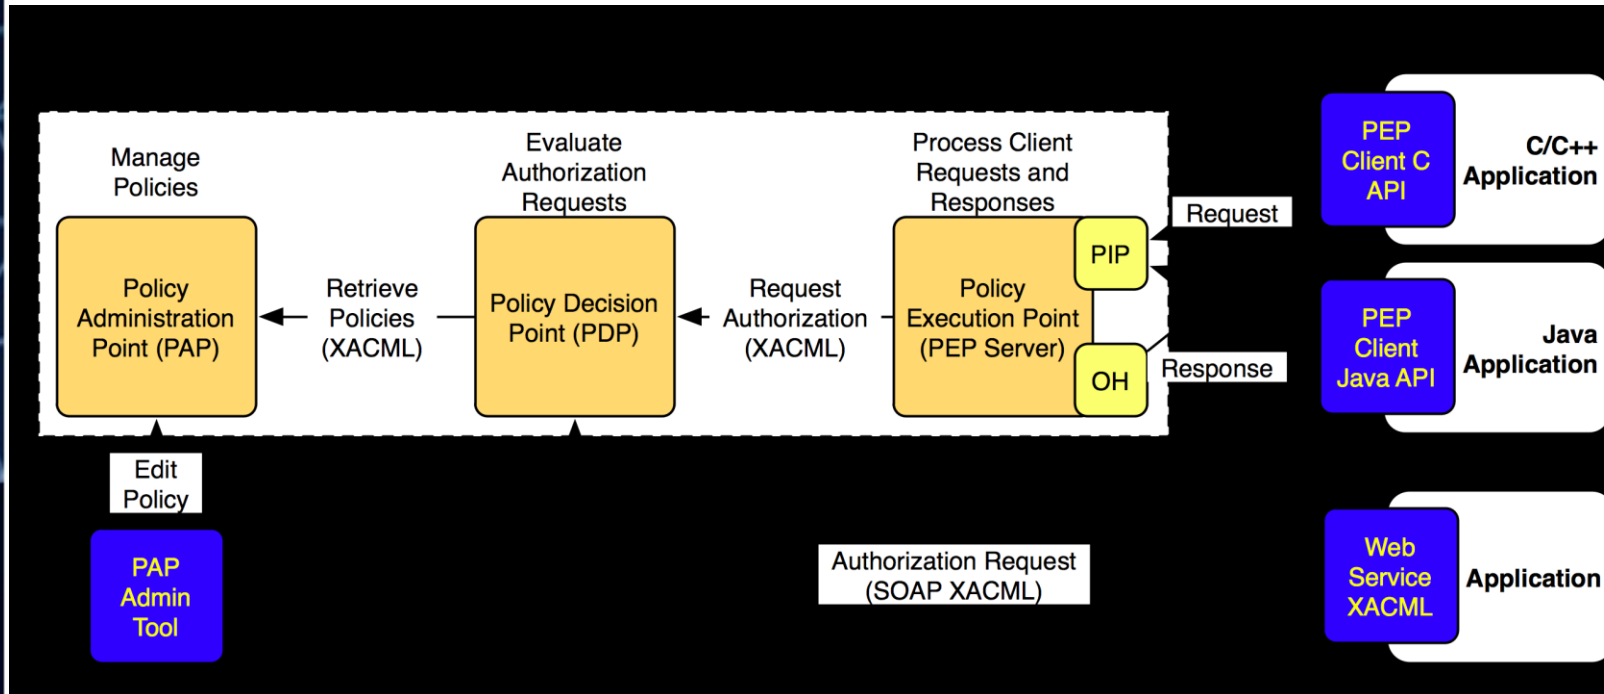 Manage
Policies
Evaluate
Authorization
Requests
Process Client
Requests and
Responses
Policy
Administration
Point (PAP)
Retrieve
Policies
(XACML)
Policy Decision
Point (PDP)
Request
Authorization
(XACML)
Policy
Execution Point
(PEP Server)
PIP
OH
Request
Response
PEP
Client C
API
C/C++
Application
PEP
Client
Java API
Java
Application
Edit
Policy
PAP
Admin
Tool
Authorization Request
(SOAP XACML)
Web
Service
XACML
Application